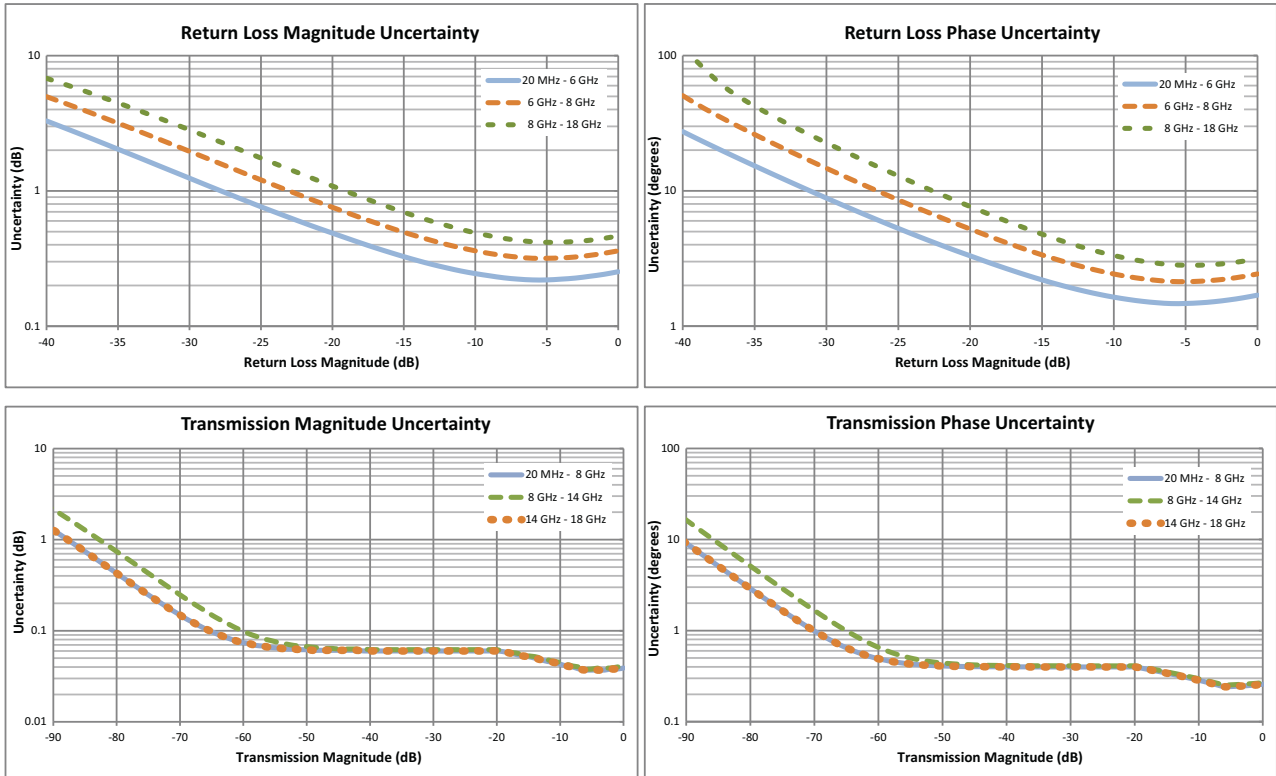 Return Loss Magnitude Uncertainty
10
1
0.1
Uncertainty (dB)
20 MHz - 6 GHz
6 GHz - 8 GHz
8 GHz - 18 GHz
-40 -35 -30 -25 -20 -15 -10 -5 0
Return Loss Magnitude (dB)
Return Loss Phase Uncertainty
100
10
1
Uncertainty (degrees)
20 MHz - 6 GHz
6 GHz - 8 GHz
8 GHz - 18 GHz
-40 -35 -30 -25 -20 -15 -10 -5 0
Return Loss Magnitude (dB)
Transmission Magnitude Uncertainty
10
1
0.1
0.01
Uncertainty (dB)
20 MHz - 8 GHz
8 GHz - 14 GHz
14 GHz - 18 GHz
-90 -80 -70 -60 -50 -40 -30 -20 -10 0
Transmission Magnitude (dB)
Transmission Phase Uncertainty
100
10
1
0.1
Uncertainty (degrees)
20 MHz - 8 GHz
8 GHz - 14 GHz
14 GHz - 18 GHz
-90 -80 -70 -60 -50 -40 -30 -20 -10 0
Transmission Magnitude (dB)